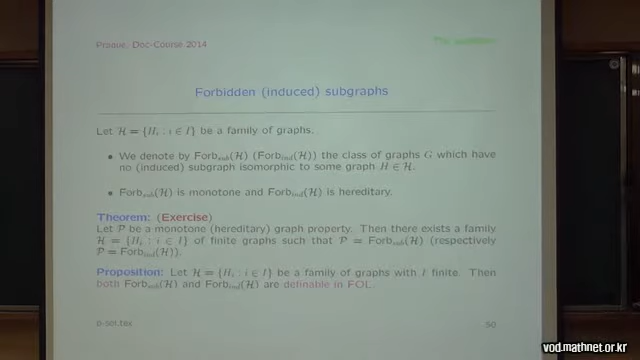 Prague, Doc-Course 2014
Forbidden (induced) subgraphs
Let ℋ = {H_i : i ∈ I} be a family of graphs.
• We denote by Forb_sub(ℋ) (Forb_ind(ℋ)) the class of graphs G which have
no (induced) subgraph isomorphic to some graph H ∈ ℋ.
• Forb_sub(ℋ) is monotone and Forb_ind(ℋ) is hereditary.
Theorem: (Exercise)
Let 𝒫 be a monotone (hereditary) graph property. Then there exists a family
ℋ = {H_i : i ∈ I} of finite graphs such that 𝒫 = Forb_sub(ℋ) (respectively
𝒫 = Forb_ind(ℋ)).
Proposition: Let ℋ = {H_i : i ∈ I} be a family of graphs with I finite. Then
both Forb_sub(ℋ) and Forb_ind(ℋ) are definable in FOL.
50
vod.mathnet.or.kr